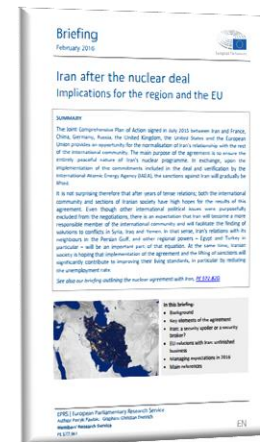 Briefing
February 2016
Iran after the nuclear deal
Implications for the region and the EU
SUMMARY
The Joint Comprehensive Plan of Action signed in July 2015 between Iran and France,
China, Germany, Russia, the United Kingdom, the United States and the European
Union provides an opportunity for the normalisation of Iran's relationship with the rest
of the international community. The main purpose of the agreement is to ensure the
entirely peaceful nature of Iran's nuclear programme. In exchange, upon the
implementation of the commitments included in the deal and verification by the
International Atomic Energy Agency (IAEA), the sanctions against Iran will gradually be
lifted.
It is not surprising therefore that after years of tense relations, both the international
community and sections of Iranian society have high hopes for the results of this
agreement. Even though other international political issues were purposefully
excluded from the negotiations, there is an expectation that Iran will become a more
responsible member of the international community and will facilitate the finding of
solutions to conflicts in Syria, Iraq and Yemen. In that sense, Iran's relations with its
neighbours in the Persian Gulf, and other regional powers – Egypt and Turkey in
particular – will be an important part of that equation. At the same time, Iranian
society is hoping that implementation of the agreement and the lifting of sanctions will
significantly contribute to improving their living standards, in particular by reducing
the unemployment rate.
See also our briefing outlining the nuclear agreement with Iran,
In this briefing:
Background
Key elements of the agreement
Iran: a security spoiler or a security
broker?
EU relations with Iran: unfinished
business
Managing expectations in 2016
Main references
EPRS | European Parliamentary Research Service
Members' Research Service
EN